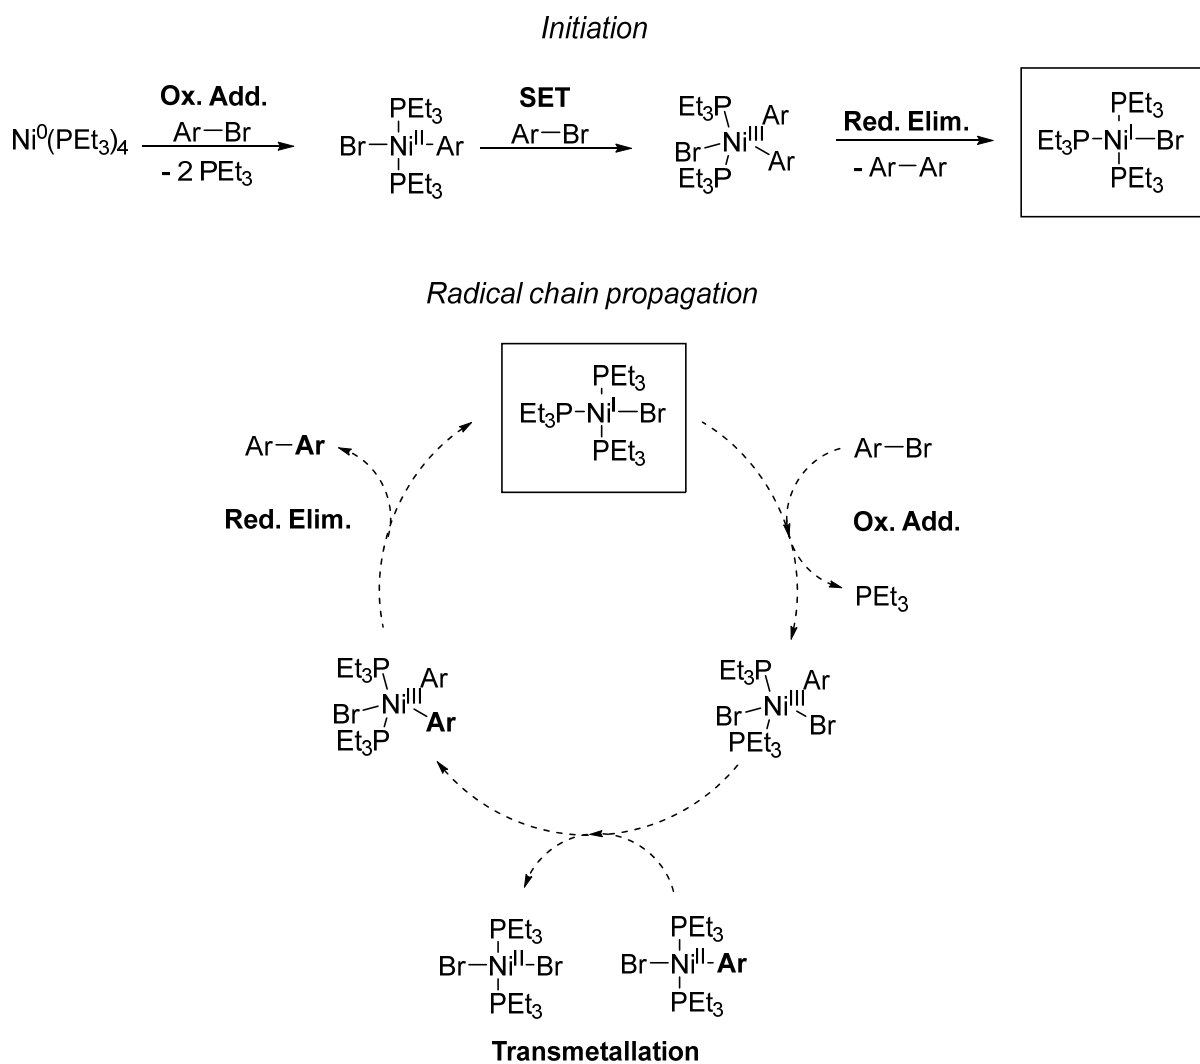 Initiation
Ox. Add.
Ni⁰(PEt₃)₄
Ar–Br
- 2 PEt₃
PEt₃
Br–Niᴵᴵ–Ar
PEt₃
SET
Ar–Br
Et₃P
Ar
Niᴵᴵᴵ
Br
Ar
Et₃P
Red. Elim.
- Ar–Ar
PEt₃
Et₃P–Niᴵ–Br
PEt₃
Radical chain propagation
PEt₃
Et₃P–Niᴵ–Br
PEt₃
Ar–Ar
Ar–Br
Red. Elim.
Ox. Add.
PEt₃
Et₃P
Ar
Niᴵᴵᴵ
Br
Ar
Et₃P
Et₃P
Ar
Niᴵᴵᴵ
Br
Br
PEt₃
PEt₃
Br–Niᴵᴵ–Br
PEt₃
PEt₃
Br–Niᴵᴵ–Ar
PEt₃
Transmetallation